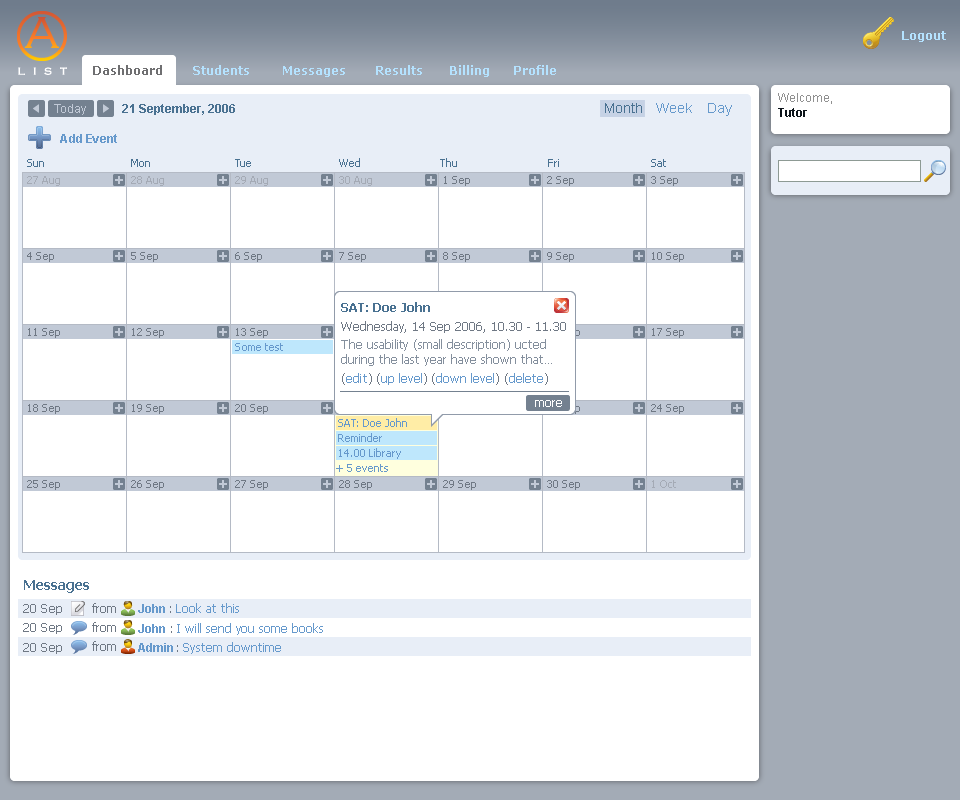 A
LIST
Dashboard Students Messages Results Billing Profile
Logout
Today 21 September, 2006 Month Week Day
Welcome,
Tutor
Add Event
Sun Mon Tue Wed Thu Fri Sat
27 Aug 28 Aug 29 Aug 30 Aug 1 Sep 2 Sep 3 Sep
4 Sep 5 Sep 6 Sep 7 Sep 8 Sep 9 Sep 10 Sep
SAT: Doe John
Wednesday, 14 Sep 2006, 10.30 - 11.30
The usability (small description) ucted
during the last year have shown that...
(edit) (up level) (down level) (delete)
more
11 Sep 12 Sep 13 Sep 17 Sep
Some test
18 Sep 19 Sep 20 Sep 24 Sep
SAT: Doe John
Reminder
14.00 Library
+ 5 events
25 Sep 26 Sep 27 Sep 28 Sep 29 Sep 30 Sep 1 Oct
Messages
20 Sep from John : Look at this
20 Sep from John : I will send you some books
20 Sep from Admin : System downtime